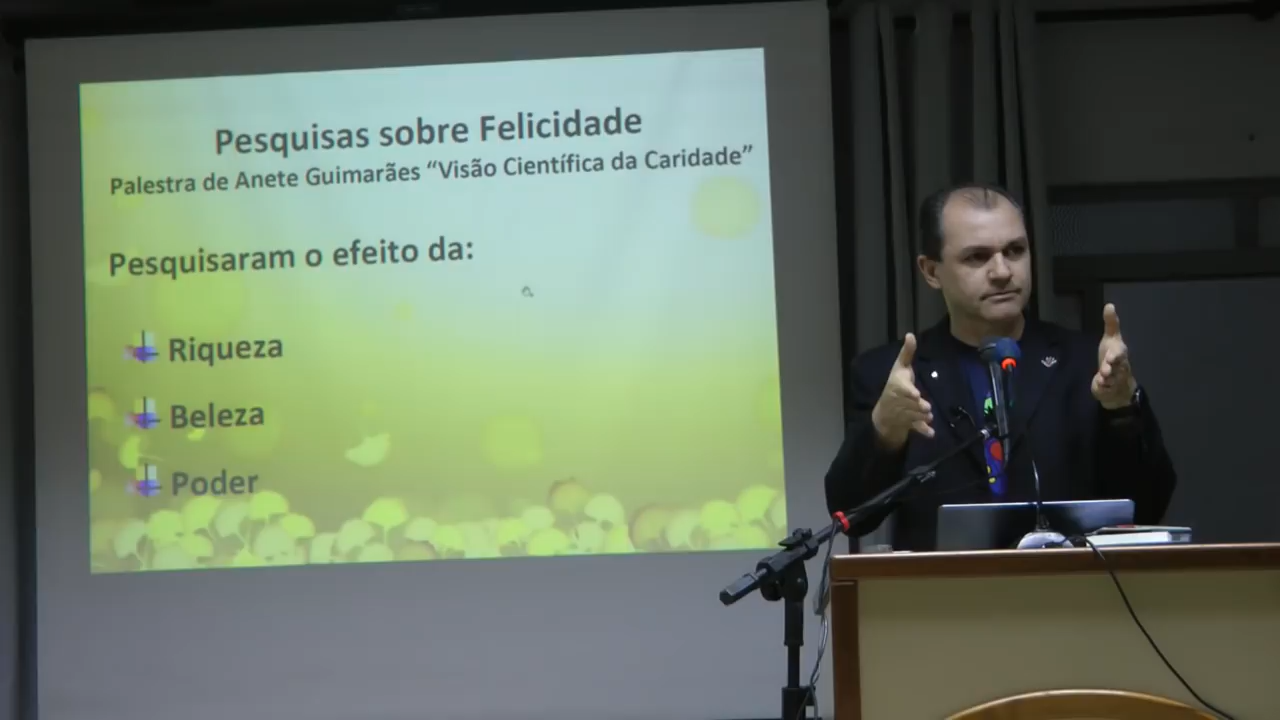 Pesquisas sobre Felicidade
Palestra de Anete Guimarães “Visão Científica da Caridade”
Pesquisaram o efeito da:
Riqueza
Beleza
Poder